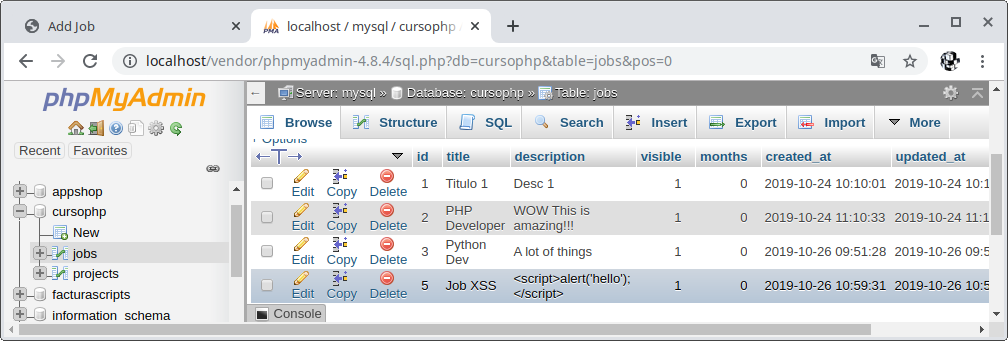 Add Job
localhost / mysql / cursophp /
localhost/vendor/phpmyadmin-4.8.4/sql.php?db=cursophp&table=jobs&pos=0
phpMyAdmin
Recent Favorites
appshop
cursophp
New
jobs
projects
facturascripts
information_schema
Server: mysql » Database: cursophp » Table: jobs
Browse Structure SQL Search Insert Export Import More
+ Options
id title description visible months created_at updated_at
Edit Copy Delete 1 Titulo 1 Desc 1 1 0 2019-10-24 10:10:01 2019-10-24 10:1
Edit Copy Delete 2 PHP Developer WOW This is amazing!!! 1 0 2019-10-24 11:10:33 2019-10-24 11:1
Edit Copy Delete 3 Python Dev A lot of things 1 0 2019-10-26 09:51:28 2019-10-26 09:5
Edit Copy Delete 5 Job XSS <script>alert('hello');</script> 1 0 2019-10-26 10:59:31 2019-10-26 10:5
Console